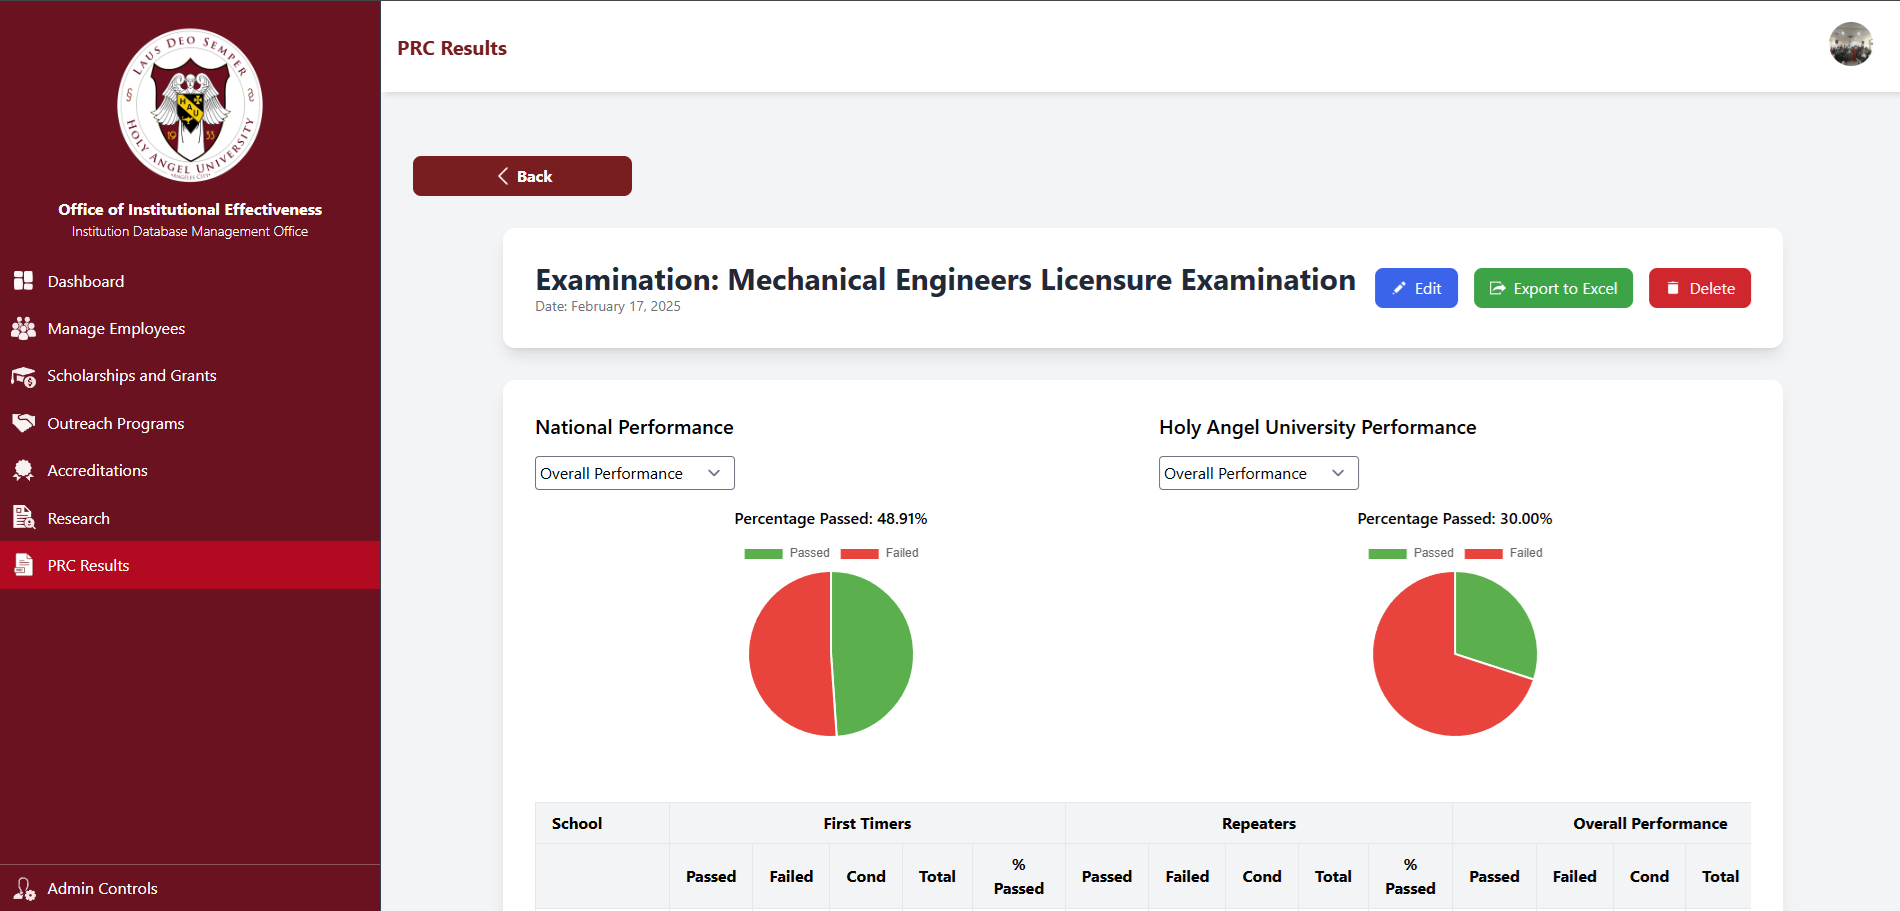 LAUS DEO SEMPER
HAU
1933
HOLY ANGEL UNIVERSITY
ANGELES CITY
Office of Institutional Effectiveness
Institution Database Management Office
Dashboard
Manage Employees
Scholarships and Grants
Outreach Programs
Accreditations
Research
PRC Results
Admin Controls
PRC Results
Back
Examination: Mechanical Engineers Licensure Examination
Date: February 17, 2025
Edit
Export to Excel
Delete
National Performance
Overall Performance
Percentage Passed: 48.91%
Passed Failed
Holy Angel University Performance
Overall Performance
Percentage Passed: 30.00%
Passed Failed
School First Timers Repeaters Overall Performance
Passed Failed Cond Total % Passed Passed Failed Cond Total % Passed Passed Failed Cond Total